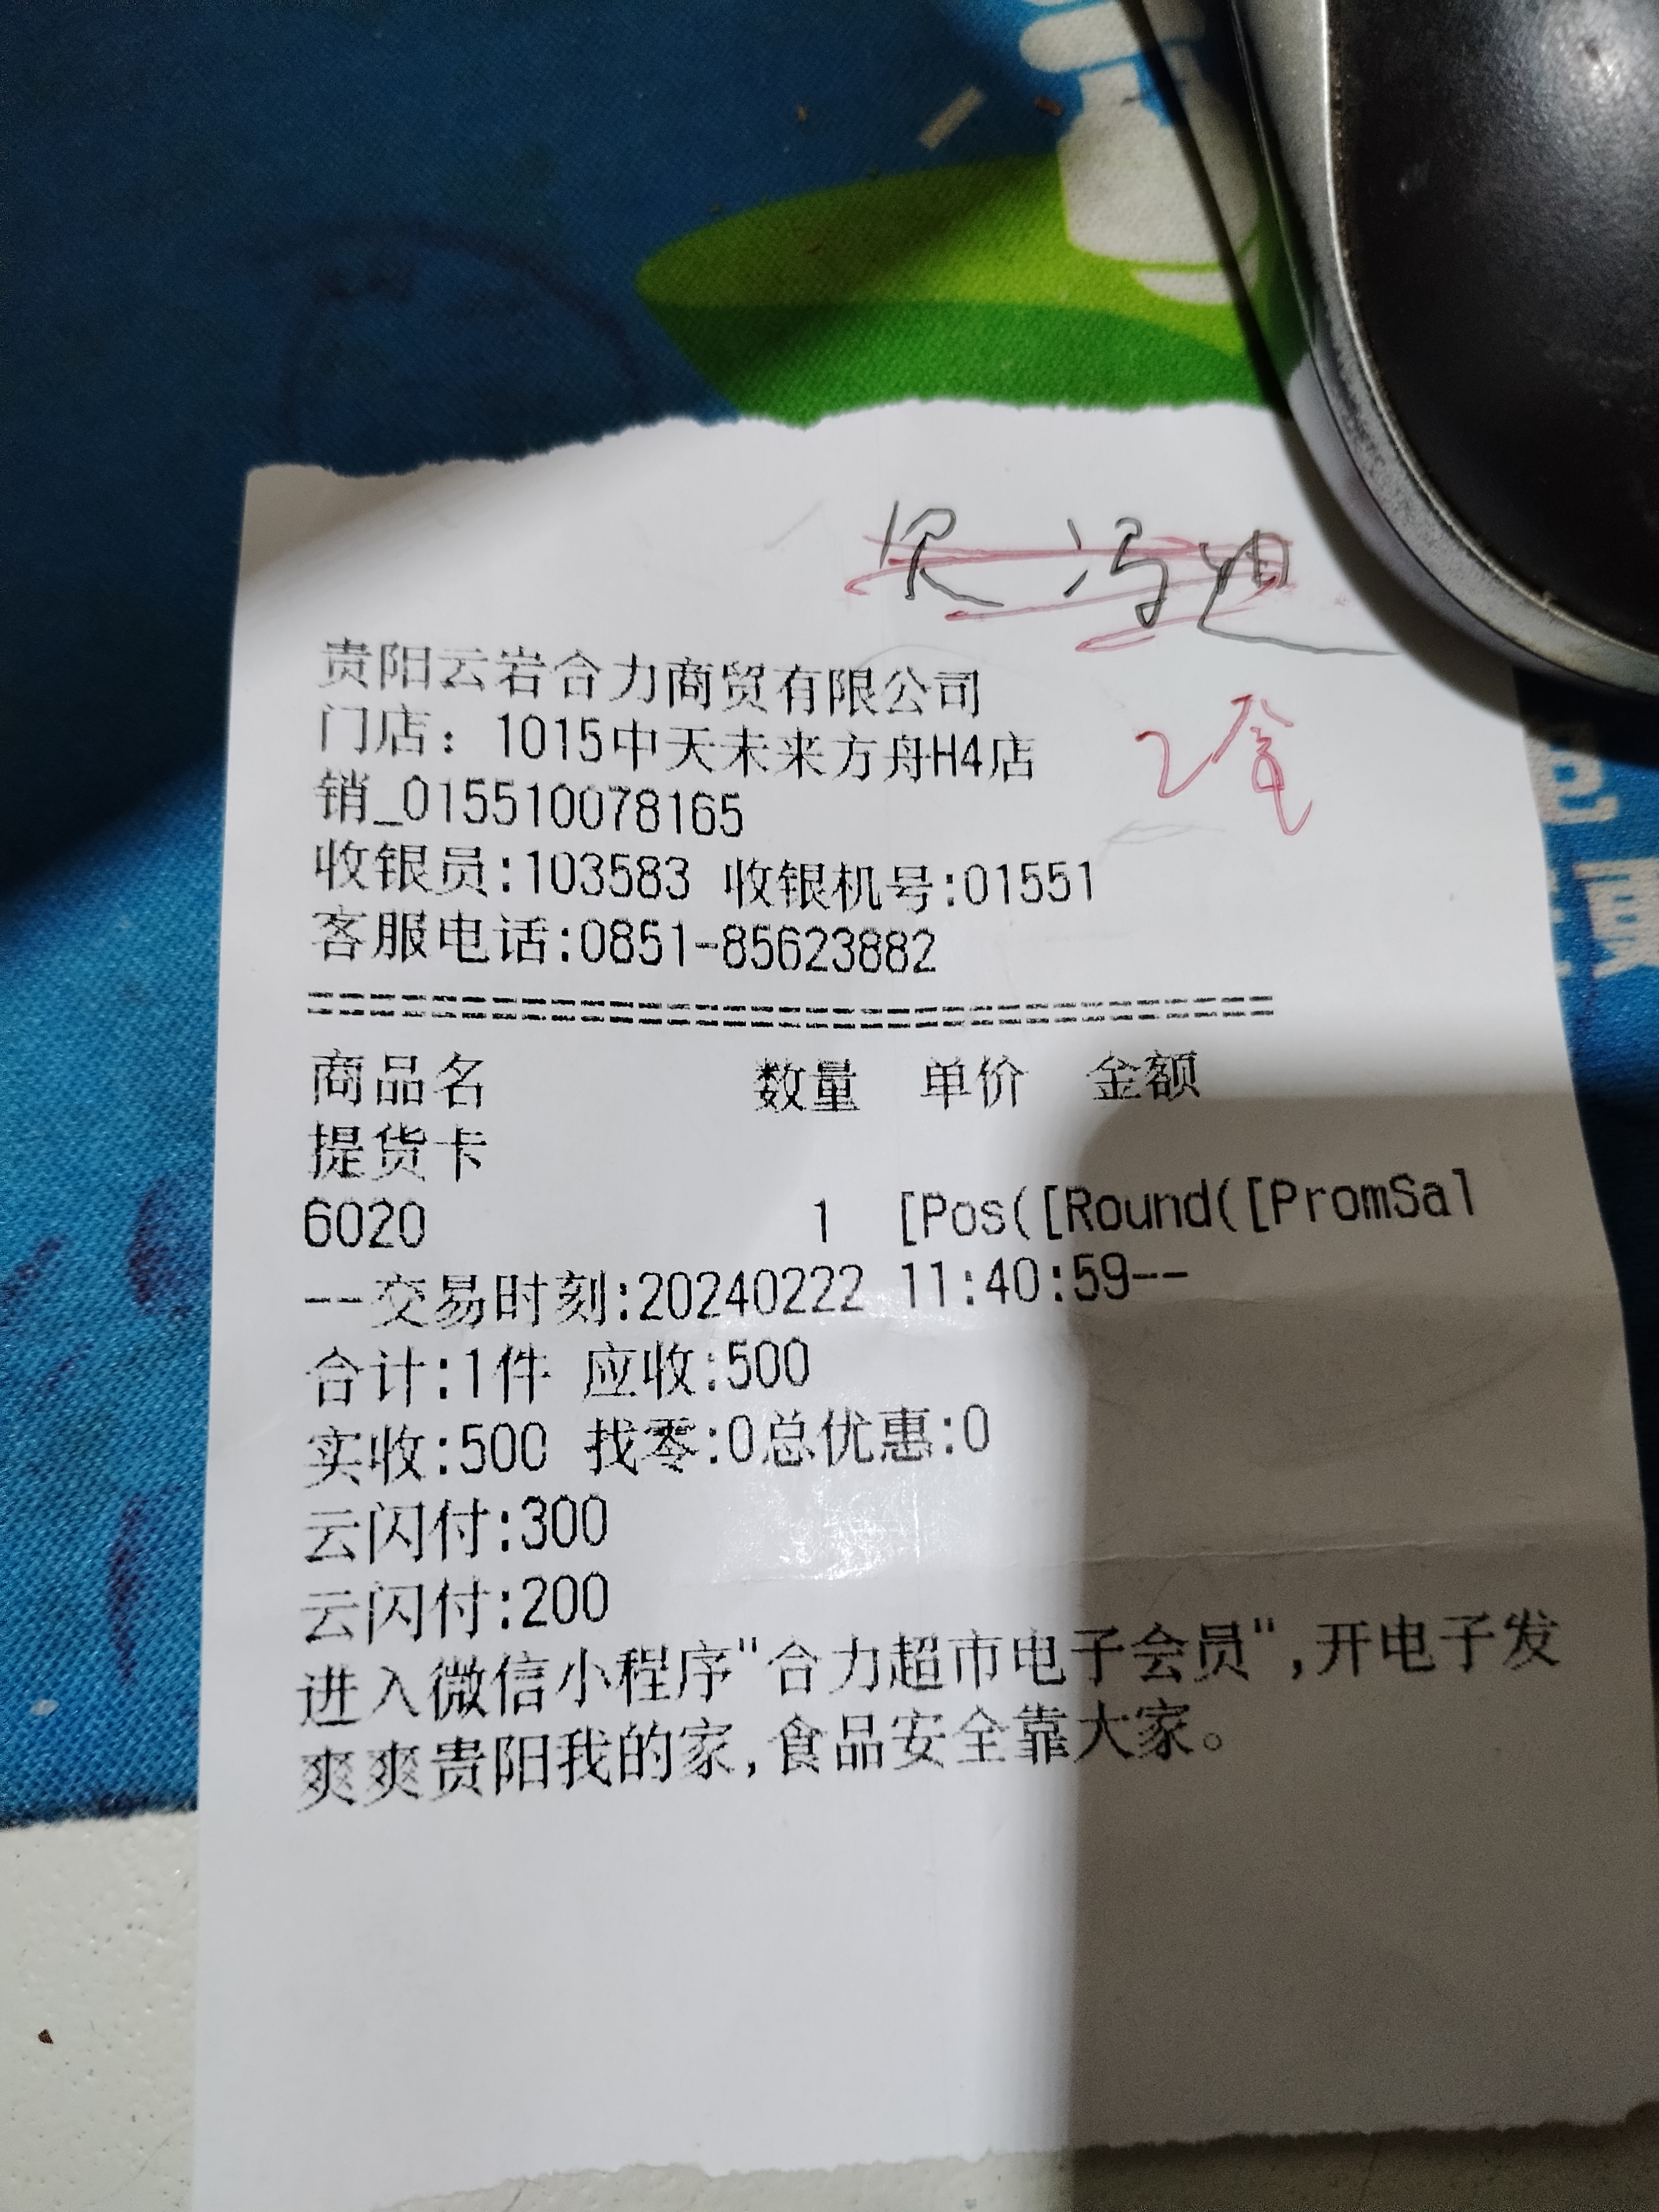 贵阳云岩合力商贸有限公司
门店：1015中天未来方舟H4店
销_015510078165
收银员:103583 收银机号:01551
客服电话:0851-85623882
================================
商品名 数量 单价 金额
提货卡
6020 1 [Pos([Round([PromSal
--交易时刻:20240222 11:40:59--
合计:1件 应收:500
实收:500 找零:0总优惠:0
云闪付:300
云闪付:200
进入微信小程序"合力超市电子会员",开电子发
爽爽贵阳我的家,食品安全靠大家。